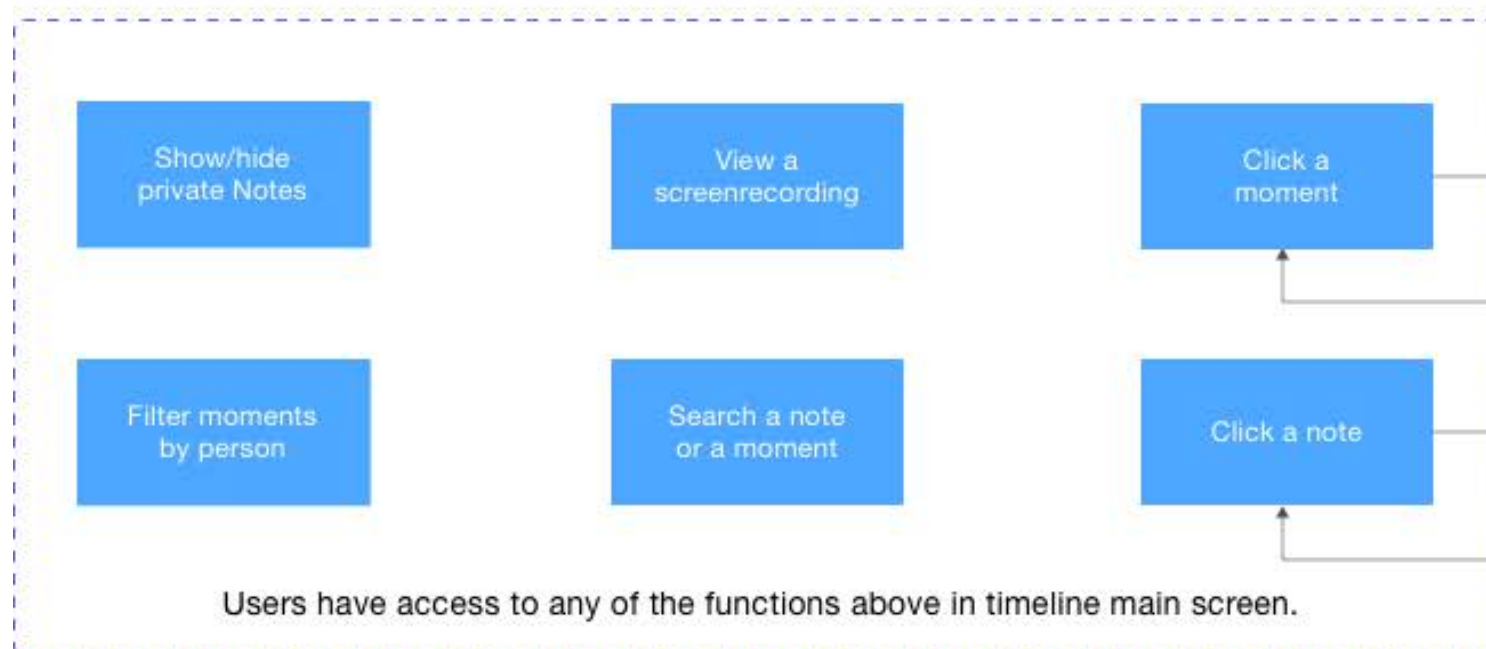 Show/hide
private Notes
View a
screenrecording
Click a
moment
Filter moments
by person
Search a note
or a moment
Click a note
Users have access to any of the functions above in timeline main screen.